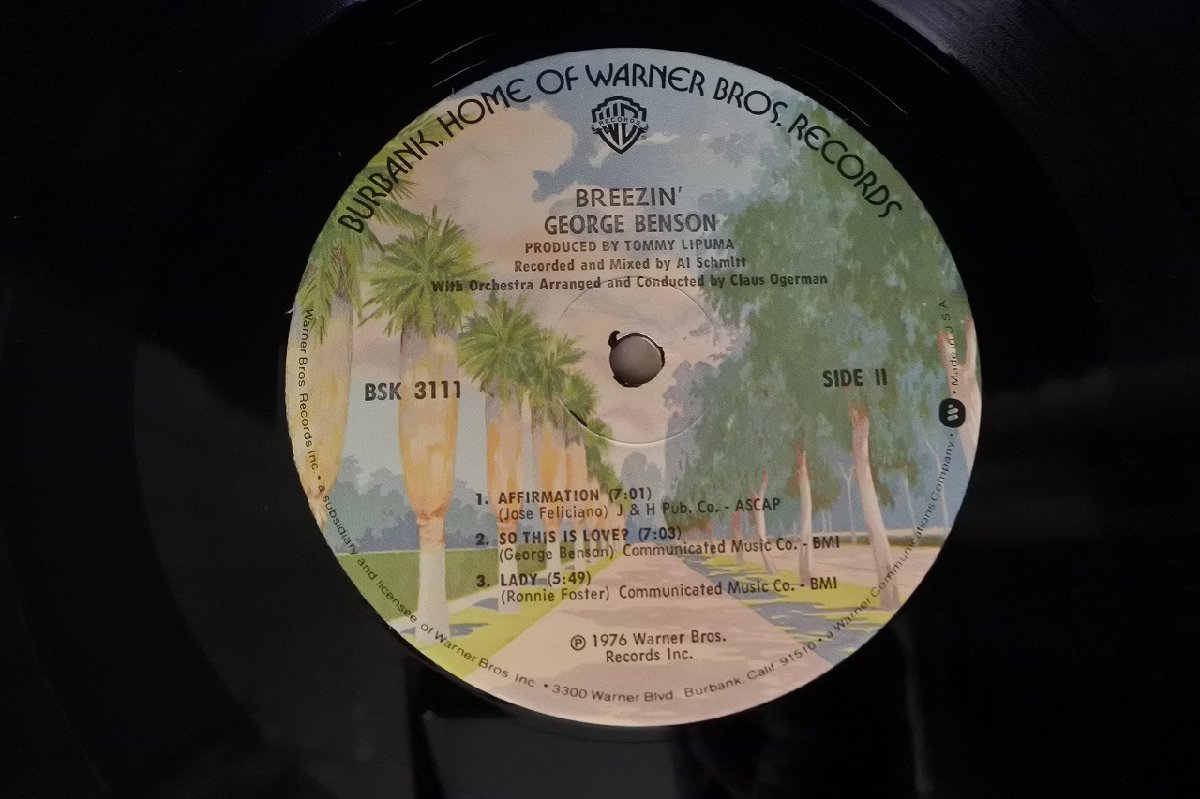 BURBANK, HOME OF WARNER BROS. RECORDS
RECORDS
BREEZIN'
GEORGE BENSON
PRODUCED BY TOMMY LIPUMA
Recorded and Mixed by Al Schmitt
With Orchestra Arranged and Conducted by Claus Ogerman
BSK 3111
SIDE II
1. AFFIRMATION (7:01)
(Jose Feliciano) J & H Pub. Co. - ASCAP
2. SO THIS IS LOVE? (7:03)
(George Benson) Communicated Music Co. - BMI
3. LADY (5:49)
(Ronnie Foster) Communicated Music Co. - BMI
℗ 1976 Warner Bros.
Records Inc.
Warner Bros. Records Inc. • a subsidiary and licensee of Warner Bros. Inc. • 3300 Warner Blvd., Burbank, Calif. 91510 • a Warner Communications Company • Made in U S A